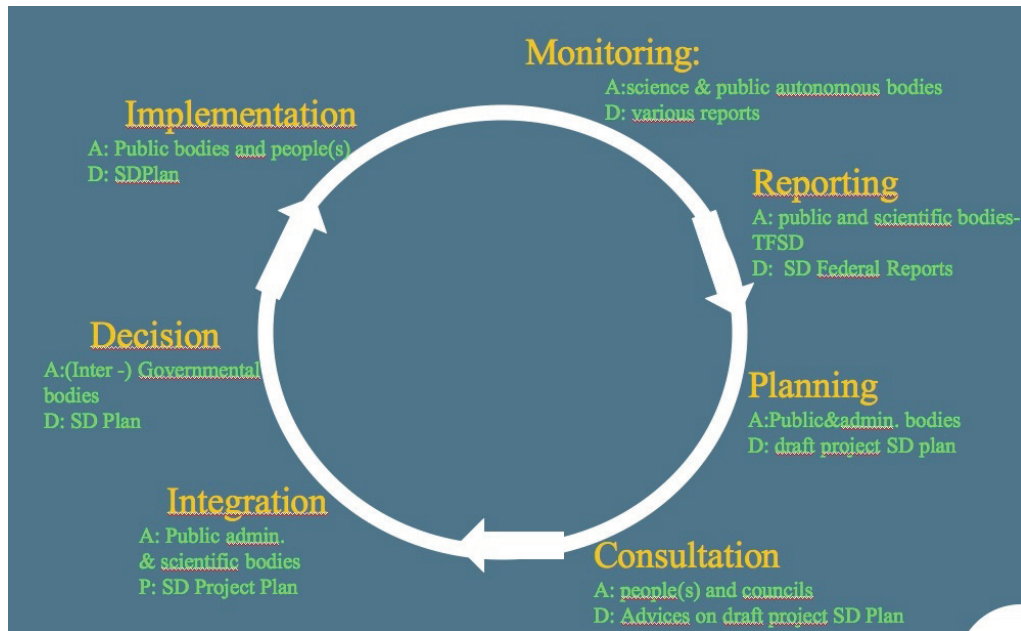 Monitoring:
A:science & public autonomous bodies
D: various reports
Reporting
A: public and scientific bodies-
TFSD
D:  SD Federal Reports
Planning
A:Public&admin. bodies
D: draft project SD plan
Consultation
A: people(s) and councils
D: Advices on draft project SD Plan
Integration
A: Public admin.
& scientific bodies
P: SD Project Plan
Decision
A:(Inter -) Governmental
bodies
D: SD Plan
Implementation
A: Public bodies and people(s)
D: SDPlan